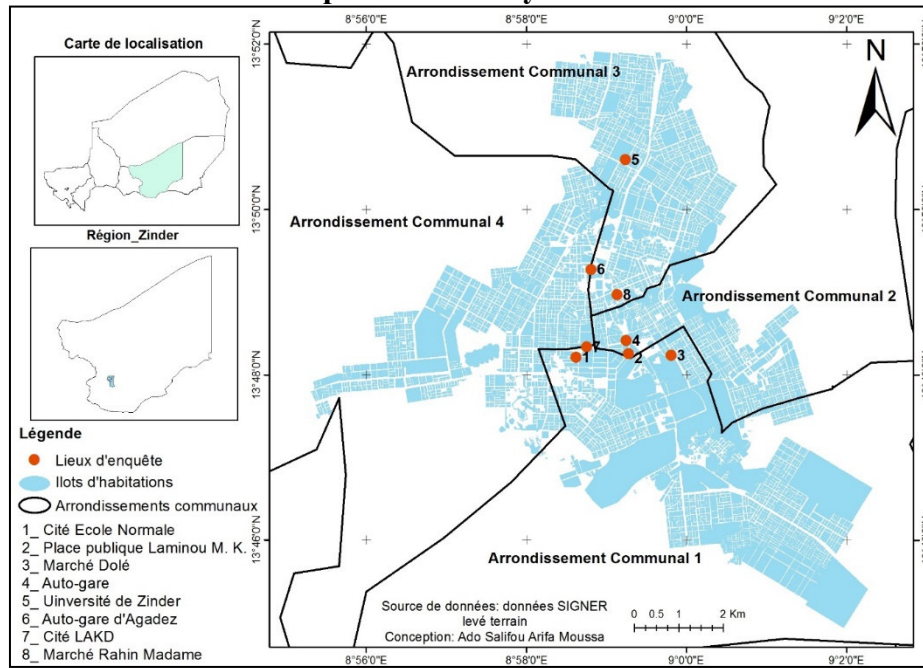 Carte de localisation
Région_Zinder
Légende
Lieux d'enquête
Ilots d'habitations
Arrondissements communaux
1_ Cité Ecole Normale
2_ Place publique Laminou M. K.
3_ Marché Dolé
4_ Auto-gare
5_ Uinversité de Zinder
6_ Auto-gare d'Agadez
7_ Cité LAKD
8_ Marché Rahin Madame
8°56'0"E
8°58'0"E
9°0'0"E
9°2'0"E
13°52'0"N
13°50'0"N
13°48'0"N
13°46'0"N
N
Arrondissement Communal 3
5
Arrondissement Communal 4
6
8
Arrondissement Communal 2
4
7
2
3
1
Arrondissement Communal 1
Source de données: données SIGNER
levé terrain
Conception: Ado Salifou Arifa Moussa
0 0.5 1 2 Km
8°56'0"E
8°58'0"E
9°0'0"E
9°2'0"E